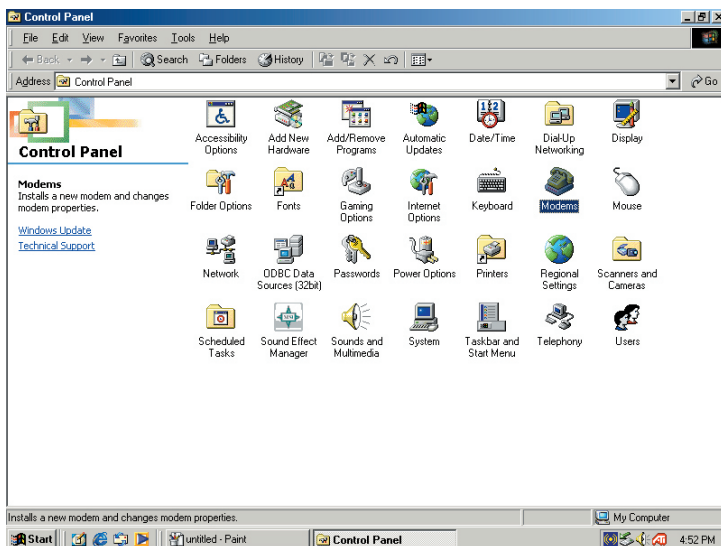 Control Panel
File Edit View Favorites Tools Help
Back Search Folders History
Address Control Panel Go
Control Panel
Modems
Installs a new modem and changes
modem properties.
Windows Update
Technical Support
Accessibility Options
Add New Hardware
Add/Remove Programs
Automatic Updates
Date/Time
Dial-Up Networking
Display
Folder Options
Fonts
Gaming Options
Internet Options
Keyboard
Modems
Mouse
Network
ODBC Data Sources (32bit)
Passwords
Power Options
Printers
Regional Settings
Scanners and Cameras
Scheduled Tasks
Sound Effect Manager
Sounds and Multimedia
System
Taskbar and Start Menu
Telephony
Users
Installs a new modem and changes modem properties. My Computer
Start untitled - Paint Control Panel 4:52 PM